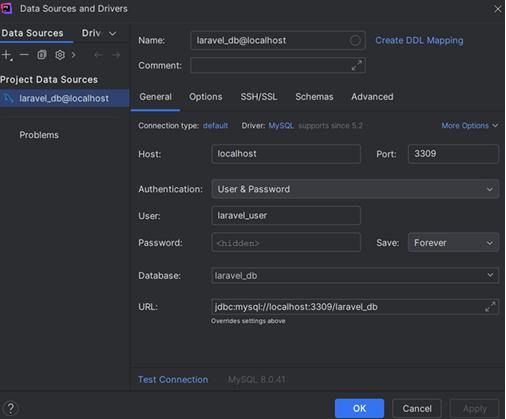 Data Sources and Drivers
Data Sources Driv
Project Data Sources
laravel_db@localhost
Problems
Name: laravel_db@localhost Create DDL Mapping
Comment:
General Options SSH/SSL Schemas Advanced
Connection type: default Driver: MySQL supports since 5.2 More Options
Host: localhost Port: 3309
Authentication: User & Password
User: laravel_user
Password: <hidden> Save: Forever
Database: laravel_db
URL: jdbc:mysql://localhost:3309/laravel_db
Overrides settings above
Test Connection MySQL 8.0.41
? OK Cancel Apply